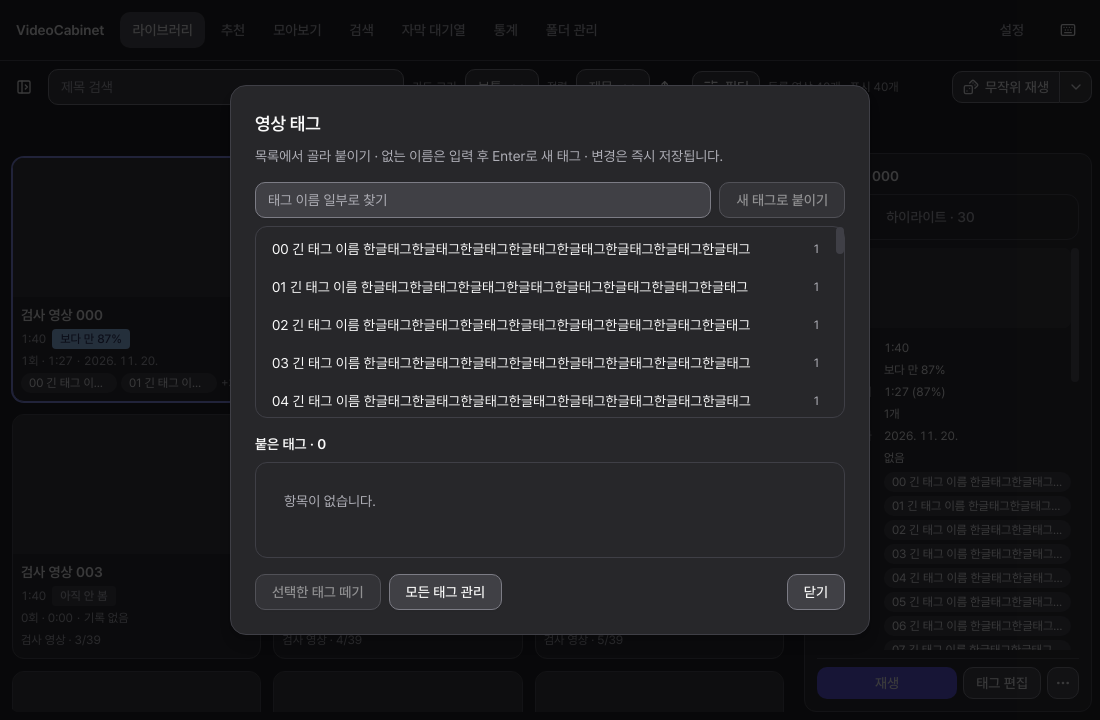 VideoCabinet 라이브러리 추천 모아보기 검색 자막 대기열 통계 폴더 관리 설정
제목 검색 무작위 재생
영상 태그
목록에서 골라 붙이기 · 없는 이름은 입력 후 Enter로 새 태그 · 변경은 즉시 저장됩니다.
태그 이름 일부로 찾기 새 태그로 붙이기
00 긴 태그 이름 한글태그한글태그한글태그한글태그한글태그한글태그한글태그한글태그 1
01 긴 태그 이름 한글태그한글태그한글태그한글태그한글태그한글태그한글태그한글태그 1
02 긴 태그 이름 한글태그한글태그한글태그한글태그한글태그한글태그한글태그한글태그 1
03 긴 태그 이름 한글태그한글태그한글태그한글태그한글태그한글태그한글태그한글태그 1
04 긴 태그 이름 한글태그한글태그한글태그한글태그한글태그한글태그한글태그한글태그 1
붙은 태그 · 0
항목이 없습니다.
선택한 태그 떼기 모든 태그 관리 닫기
검사 영상 000
1:40 보다 만 87%
1회 · 1:27 · 2026. 11. 20.
00 긴 태그 이... 01 긴 태그 이... +
검사 영상 003
1:40 아직 안 봄
0회 · 0:00 · 기록 없음
검사 영상 · 3/39 검사 영상 · 4/39 검사 영상 · 5/39
000
하이라이트 · 30
1:40
보다 만 87%
1:27 (87%)
1개
2026. 11. 20.
없음
00 긴 태그 이름 한글태그한글태그...
01 긴 태그 이름 한글태그한글태그...
02 긴 태그 이름 한글태그한글태그...
03 긴 태그 이름 한글태그한글태그...
04 긴 태그 이름 한글태그한글태그...
05 긴 태그 이름 한글태그한글태그...
06 긴 태그 이름 한글태그한글태그...
07 긴 태그 이름 한글태그한글태그...
재생 태그 편집 ···